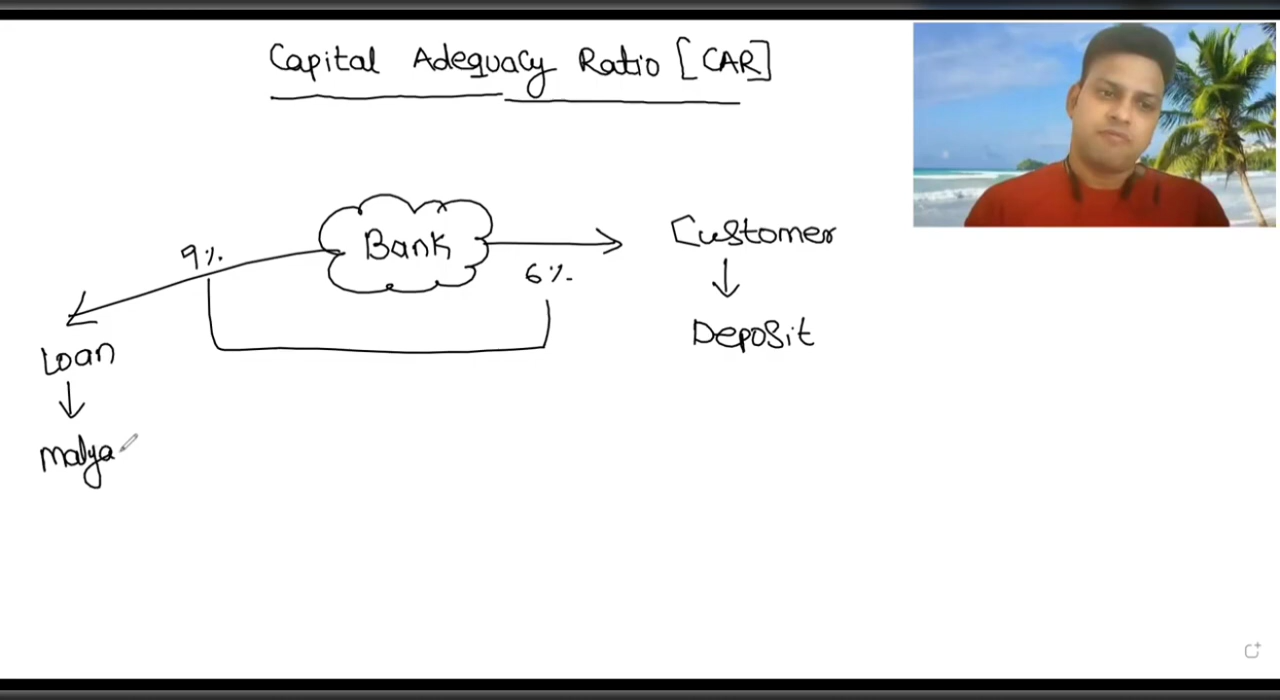 Capital Adequacy Ratio [CAR]
Bank
Customer
9%
6%
Deposit
Loan
Malya